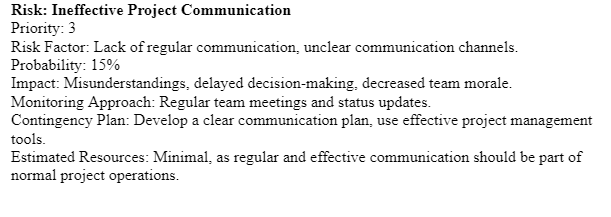 Risk: Ineffective Project Communication
Priority: 3
Risk Factor: Lack of regular communication, unclear communication channels.
Probability: 15%
Impact: Misunderstandings, delayed decision-making, decreased team morale.
Monitoring Approach: Regular team meetings and status updates.
Contingency Plan: Develop a clear communication plan, use effective project management
tools.
Estimated Resources: Minimal, as regular and effective communication should be part of
normal project operations.